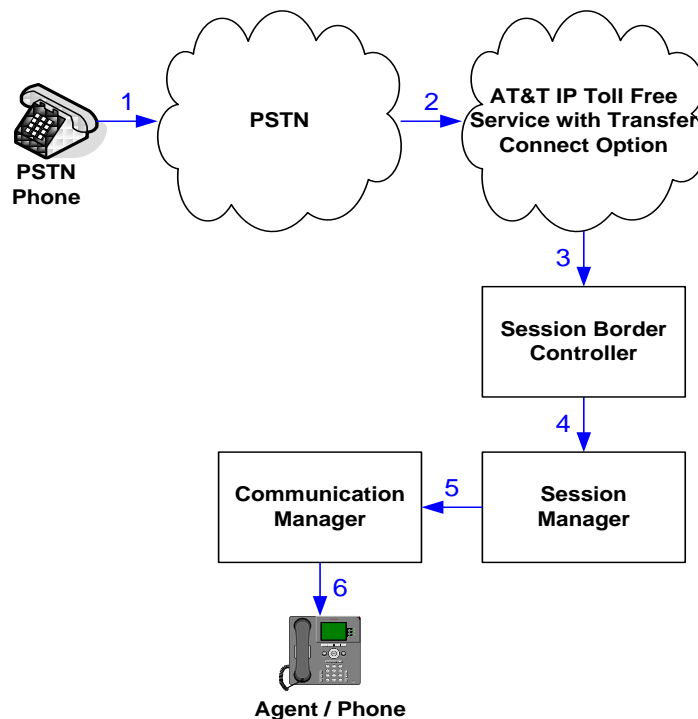 1
2
PSTN
AT&T IP Toll Free
Service with Transfer
Connect Option
PSTN
Phone
3
Session Border
Controller
4
Communication
Manager
5
Session
Manager
6
Agent / Phone